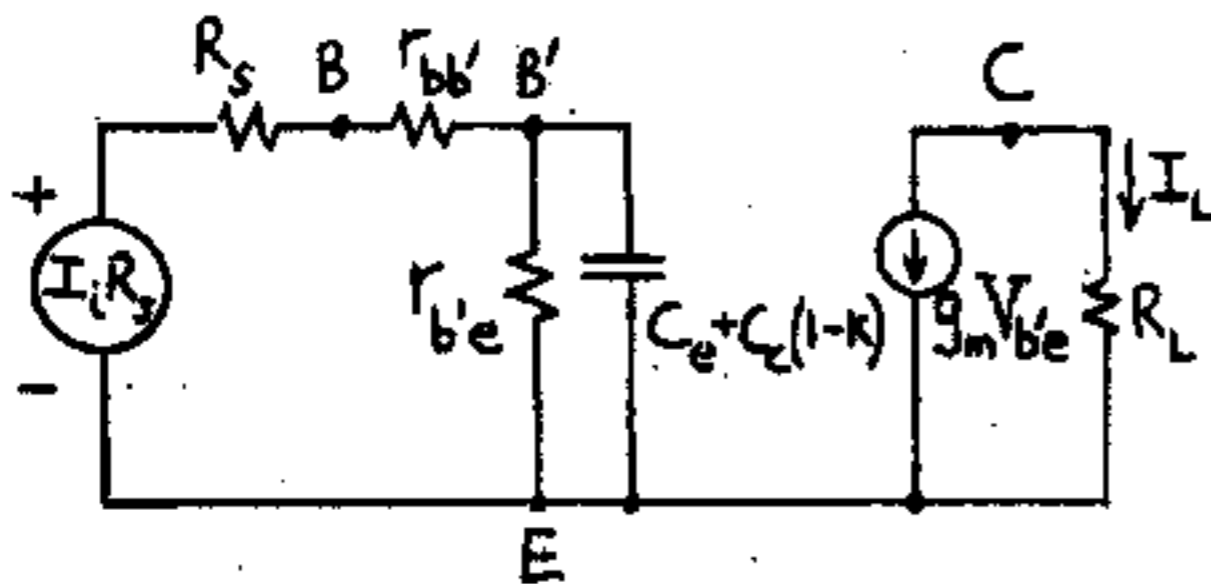 R_s B r_bb' B' C
+
I_i R_s
-
r_b'e
C_e + C_c(1-K)
g_m V_b'e
I_L
R_L
E